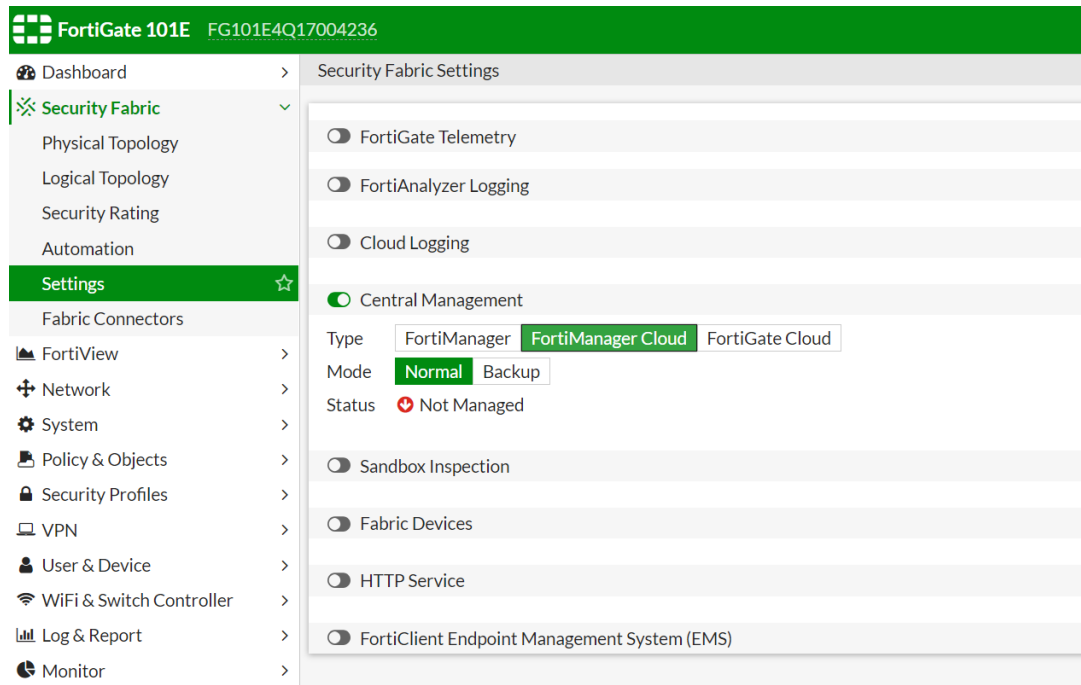 FortiGate 101E FG101E4Q17004236
Dashboard
Security Fabric
Physical Topology
Logical Topology
Security Rating
Automation
Settings
Fabric Connectors
FortiView
Network
System
Policy & Objects
Security Profiles
VPN
User & Device
WiFi & Switch Controller
Log & Report
Monitor
Security Fabric Settings
FortiGate Telemetry
FortiAnalyzer Logging
Cloud Logging
Central Management
Type FortiManager FortiManager Cloud FortiGate Cloud
Mode Normal Backup
Status Not Managed
Sandbox Inspection
Fabric Devices
HTTP Service
FortiClient Endpoint Management System (EMS)